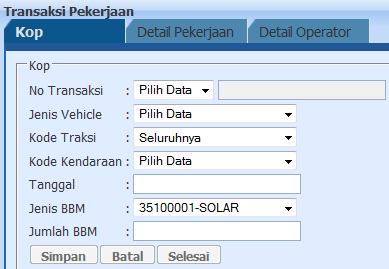 Transaksi Pekerjaan
Kop Detail Pekerjaan Detail Operator
Kop
No Transaksi : Pilih Data
Jenis Vehicle : Pilih Data
Kode Traksi : Seluruhnya
Kode Kendaraan : Pilih Data
Tanggal :
Jenis BBM : 35100001-SOLAR
Jumlah BBM :
Simpan Batal Selesai